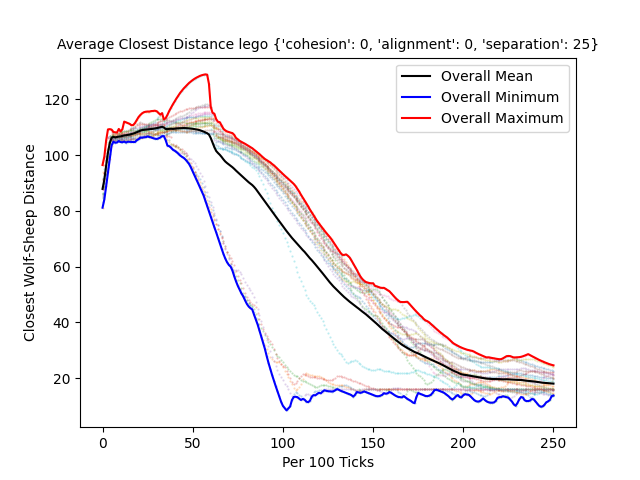 Average Closest Distance lego {'cohesion': 0, 'alignment': 0, 'separation': 25}
Overall Mean
Overall Minimum
Overall Maximum
Closest Wolf-Sheep Distance
120
100
80
60
40
20
0
50
100
150
200
250
Per 100 Ticks